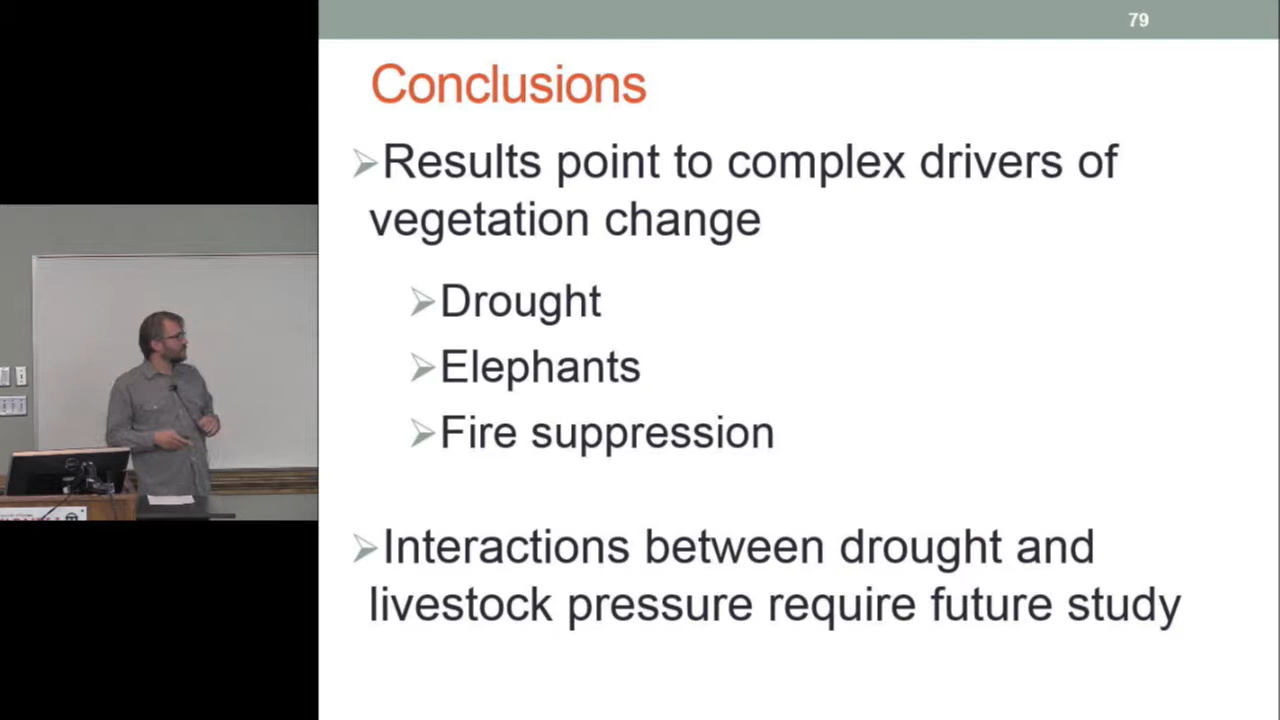 79
Conclusions
Results point to complex drivers of
vegetation change
Drought
Elephants
Fire suppression
Interactions between drought and
livestock pressure require future study